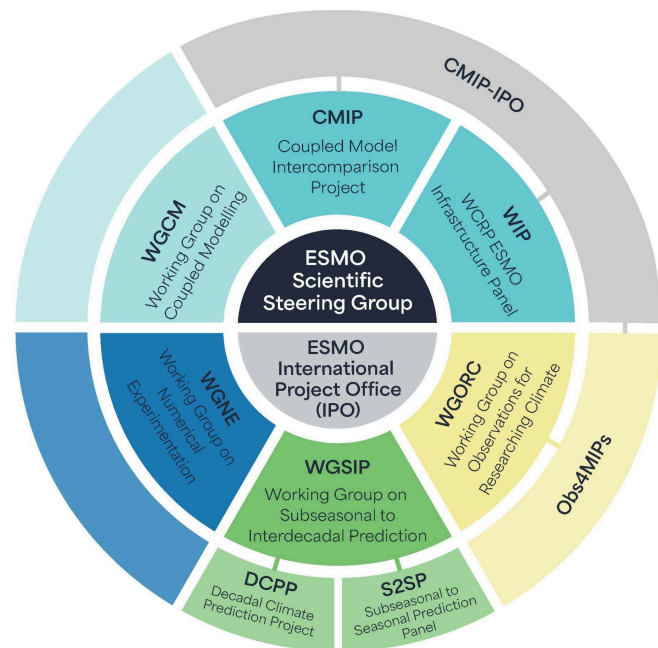 CMIP-IPO
CMIP
Coupled Model
Intercomparison
Project
WIP
WCRP ESMO
Infrastructure Panel
WGCM
Working Group on
Coupled Modelling
ESMO
Scientific
Steering Group
ESMO
International
Project Office
(IPO)
WGNE
Working Group on
Numerical
Experimentation
WGORC
Working Group on
Observations for
Researching Climate
Obs4MIPs
WGSIP
Working Group on
Subseasonal to
Interdecadal Prediction
DCPP
Decadal Climate
Prediction Project
S2SP
Subseasonal to
Seasonal Prediction
Panel